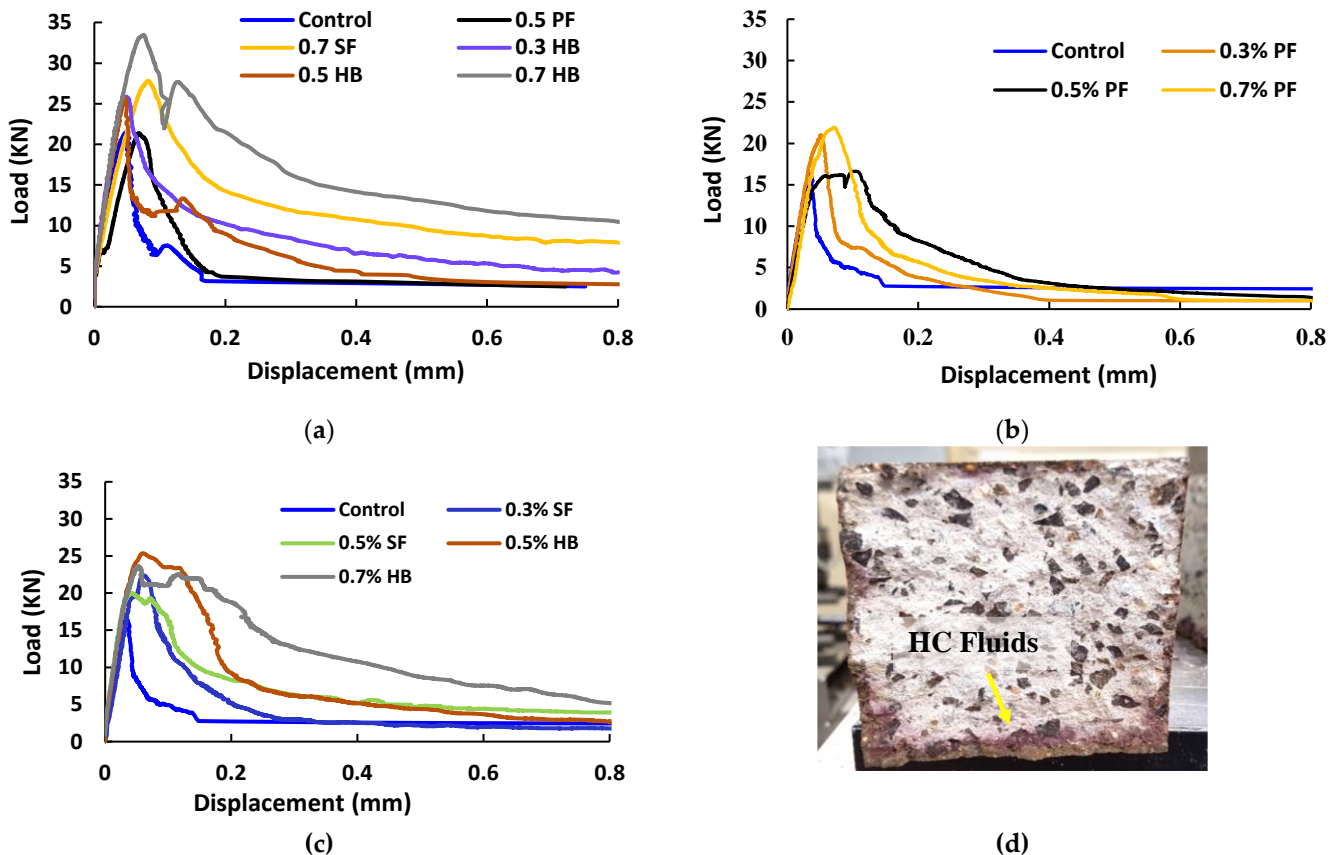 35
30
25
20
15
10
5
0
Load (KN)
Control
0.5 PF
0.7 SF
0.3 HB
0.5 HB
0.7 HB
0
0.2
0.4
0.6
0.8
Displacement (mm)
(a)
35
30
25
20
15
10
5
0
Load (KN)
Control
0.3% PF
0.5% PF
0.7% PF
0
0.2
0.4
0.6
0.8
Displacement (mm)
(b)
35
30
25
20
15
10
5
0
Load (KN)
Control
0.3% SF
0.5% SF
0.5% HB
0.7% HB
0
0.2
0.4
0.6
0.8
Displacement (mm)
(c)
HC Fluids
(d)